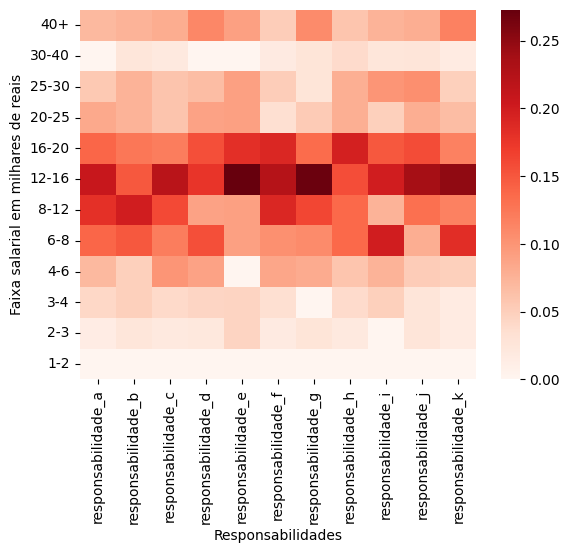 Faixa salarial em milhares de reais
40+
30-40
25-30
20-25
16-20
12-16
8-12
6-8
4-6
3-4
2-3
1-2
responsabilidade_a
responsabilidade_b
responsabilidade_c
responsabilidade_d
responsabilidade_e
responsabilidade_f
responsabilidade_g
responsabilidade_h
responsabilidade_i
responsabilidade_j
responsabilidade_k
Responsabilidades
0.25
0.20
0.15
0.10
0.05
0.00